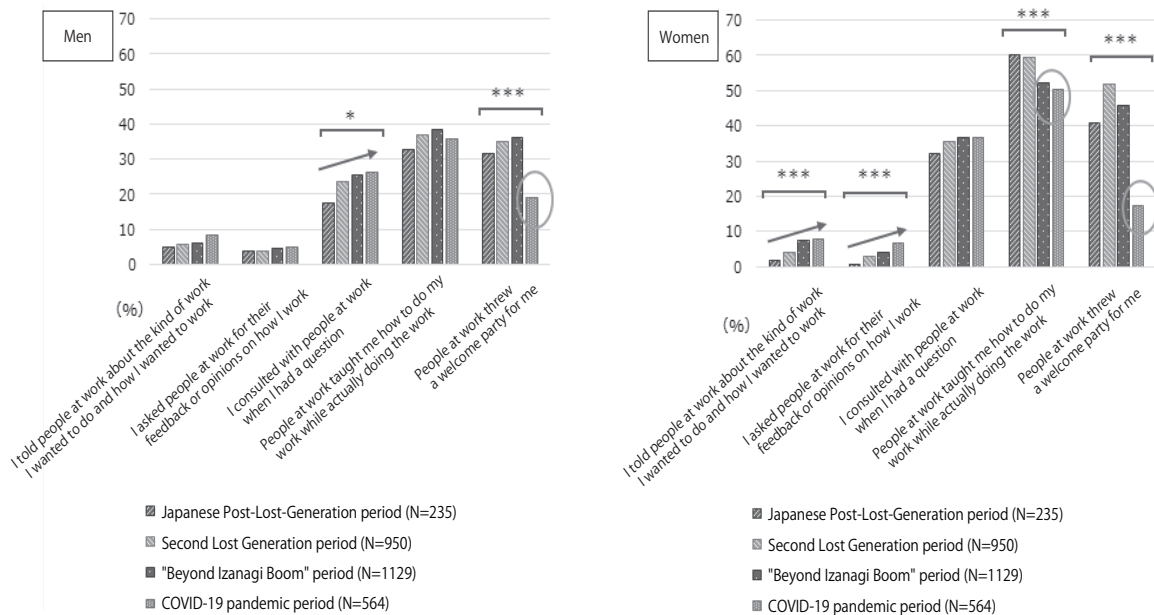 Men
70
60
50
40
30
20
10
0
(%)
*
***
I told people at work about the kind of work
I wanted to do and how I wanted to work
I asked people at work for their
feedback or opinions on how I work
I consulted with people at work
when I had a question
People at work taught me how to do my
work while actually doing the work
People at work threw
a welcome party for me
Japanese Post-Lost-Generation period (N=235)
Second Lost Generation period (N=950)
"Beyond Izanagi Boom" period (N=1129)
COVID-19 pandemic period (N=564)
Women
70
60
50
40
30
20
10
0
(%)
***
***
***
***
I told people at work about the kind of work
I wanted to do and how I wanted to work
I asked people at work for their
feedback or opinions on how I work
I consulted with people at work
when I had a question
People at work taught me how to do my
work while actually doing the work
People at work threw
a welcome party for me
Japanese Post-Lost-Generation period (N=235)
Second Lost Generation period (N=950)
"Beyond Izanagi Boom" period (N=1129)
COVID-19 pandemic period (N=564)